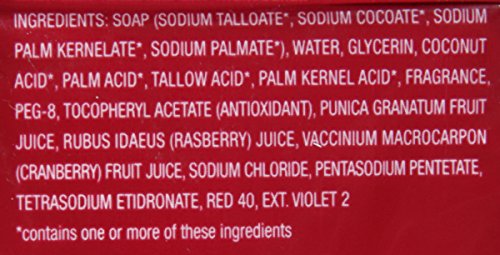 INGREDIENTS: SOAP (SODIUM TALLOATE*, SODIUM COCOATE*, SODIUM
PALM KERNELATE*, SODIUM PALMATE*), WATER, GLYCERIN, COCONUT
ACID*, PALM ACID*, TALLOW ACID*, PALM KERNEL ACID*, FRAGRANCE,
PEG-8, TOCOPHERYL ACETATE (ANTIOXIDANT), PUNICA GRANATUM FRUIT
JUICE, RUBUS IDAEUS (RASBERRY) JUICE, VACCINIUM MACROCARPON
(CRANBERRY) FRUIT JUICE, SODIUM CHLORIDE, PENTASODIUM PENTETATE,
TETRASODIUM ETIDRONATE, RED 40, EXT. VIOLET 2
*contains one or more of these ingredients